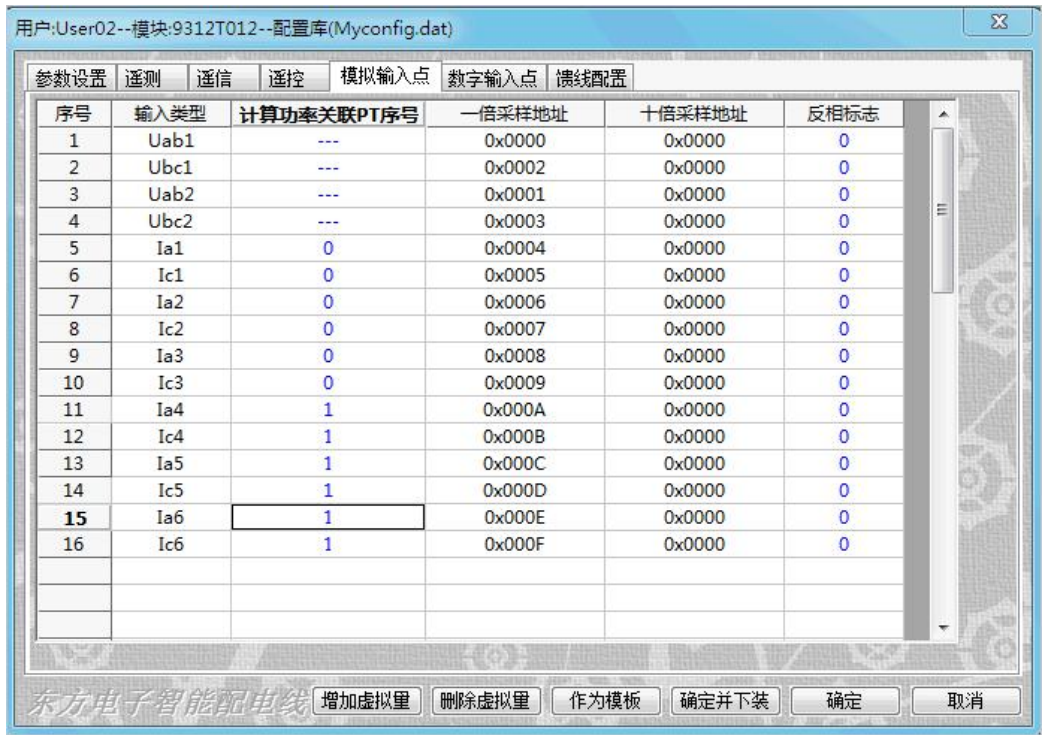 用户:User02--模块:9312T012--配置库(Myconfig.dat)
参数设置 遥测 遥信 遥控 模拟输入点 数字输入点 馈线配置
序号 输入类型 计算功率关联PT序号 一倍采样地址 十倍采样地址 反相标志
1 Uab1 --- 0x0000 0x0000 0
2 Ubc1 --- 0x0002 0x0000 0
3 Uab2 --- 0x0001 0x0000 0
4 Ubc2 --- 0x0003 0x0000 0
5 Ia1 0 0x0004 0x0000 0
6 Ic1 0 0x0005 0x0000 0
7 Ia2 0 0x0006 0x0000 0
8 Ic2 0 0x0007 0x0000 0
9 Ia3 0 0x0008 0x0000 0
10 Ic3 0 0x0009 0x0000 0
11 Ia4 1 0x000A 0x0000 0
12 Ic4 1 0x000B 0x0000 0
13 Ia5 1 0x000C 0x0000 0
14 Ic5 1 0x000D 0x0000 0
15 Ia6 1 0x000E 0x0000 0
16 Ic6 1 0x000F 0x0000 0
东方电子智能配电线 增加虚拟量 删除虚拟量 作为模板 确定并下装 确定 取消